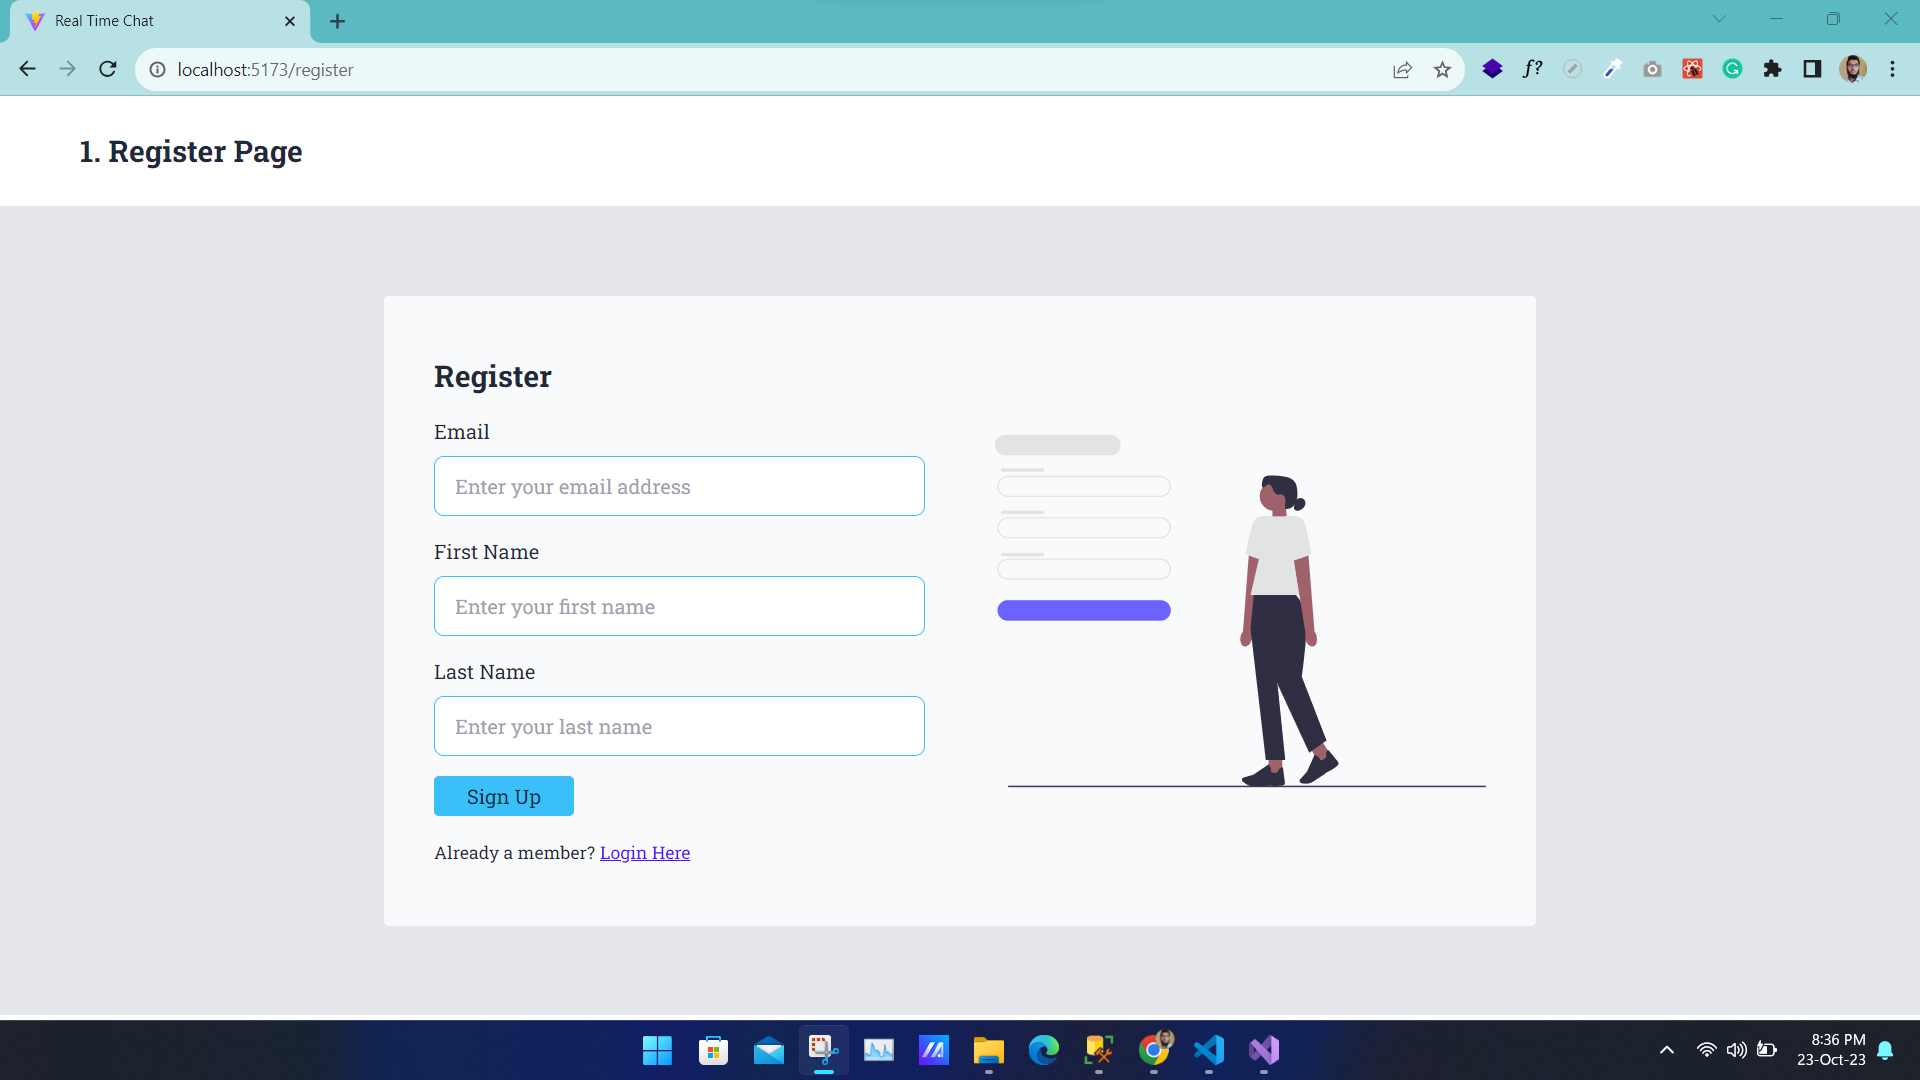 Real Time Chat
localhost:5173/register
f?
1. Register Page
Register
Email
Enter your email address
First Name
Enter your first name
Last Name
Enter your last name
Sign Up
Already a member? Login Here
8:36 PM
23-Oct-23